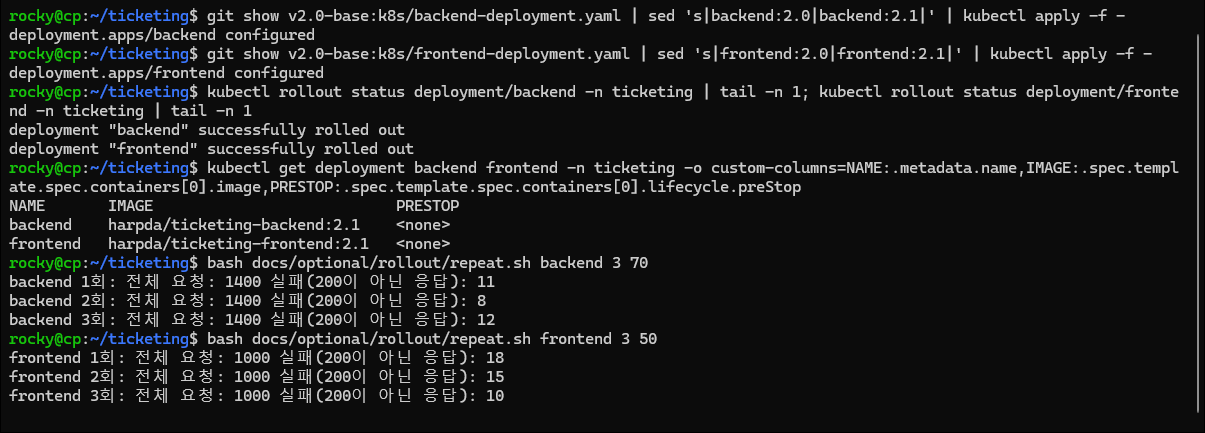 rocky@cp:~/ticketing$ git show v2.0-base:k8s/backend-deployment.yaml | sed 's|backend:2.0|backend:2.1|' | kubectl apply -f -
deployment.apps/backend configured
rocky@cp:~/ticketing$ git show v2.0-base:k8s/frontend-deployment.yaml | sed 's|frontend:2.0|frontend:2.1|' | kubectl apply -f -
deployment.apps/frontend configured
rocky@cp:~/ticketing$ kubectl rollout status deployment/backend -n ticketing | tail -n 1; kubectl rollout status deployment/fronte
nd -n ticketing | tail -n 1
deployment "backend" successfully rolled out
deployment "frontend" successfully rolled out
rocky@cp:~/ticketing$ kubectl get deployment backend frontend -n ticketing -o custom-columns=NAME:.metadata.name,IMAGE:.spec.templ
ate.spec.containers[0].image,PRESTOP:.spec.template.spec.containers[0].lifecycle.preStop
NAME       IMAGE                           PRESTOP
backend    harpda/ticketing-backend:2.1    <none>
frontend   harpda/ticketing-frontend:2.1   <none>
rocky@cp:~/ticketing$ bash docs/optional/rollout/repeat.sh backend 3 70
backend 1회: 전체 요청: 1400 실패(200이 아닌 응답): 11
backend 2회: 전체 요청: 1400 실패(200이 아닌 응답): 8
backend 3회: 전체 요청: 1400 실패(200이 아닌 응답): 12
rocky@cp:~/ticketing$ bash docs/optional/rollout/repeat.sh frontend 3 50
frontend 1회: 전체 요청: 1000 실패(200이 아닌 응답): 18
frontend 2회: 전체 요청: 1000 실패(200이 아닌 응답): 15
frontend 3회: 전체 요청: 1000 실패(200이 아닌 응답): 10